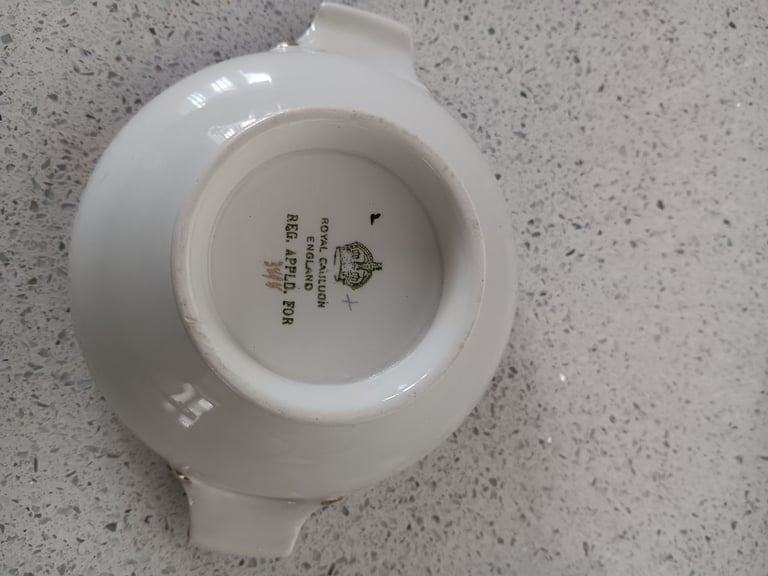 ROYAL CAULDON
ENGLAND
REG. APPLD. FOR